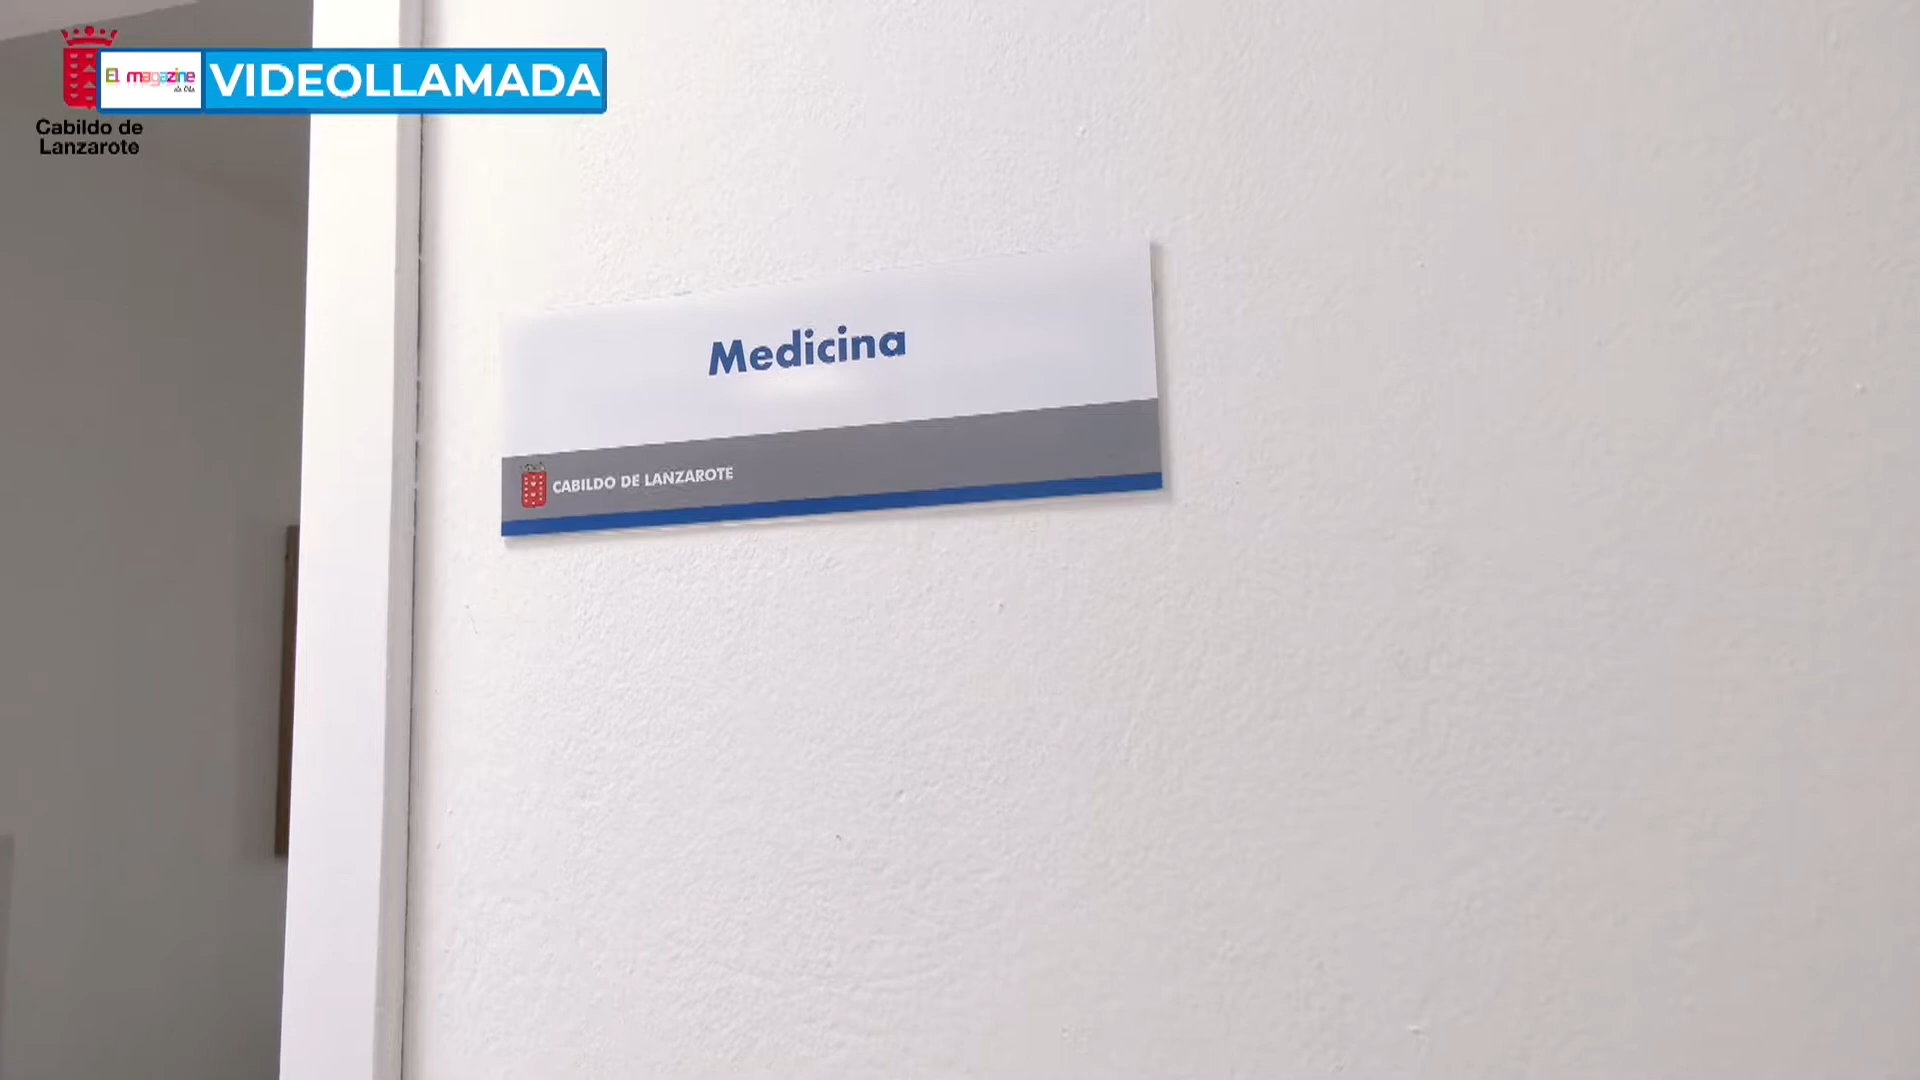 El magazine
VIDEOLLAMADA
Cabildo de
Lanzarote
Medicina
CABILDO DE LANZAROTE